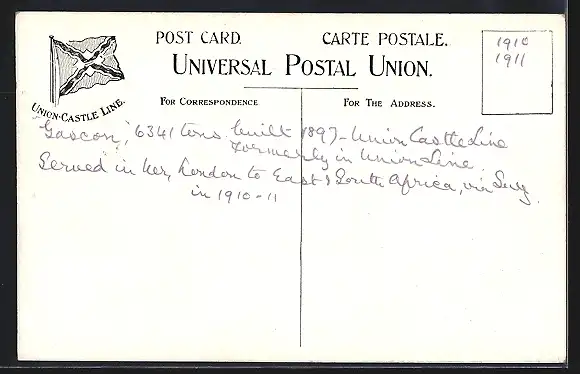 POST CARD. CARTE POSTALE.
UNIVERSAL POSTAL UNION.
UNION-CASTLE LINE.
FOR CORRESPONDENCE
FOR THE ADDRESS.
1910
1911
"Gascon", 6341 tons. built 1897 - Union Castle Line
Formerly in Union-Line
Served in her, London to East & South Africa, via Suez
in 1910-11